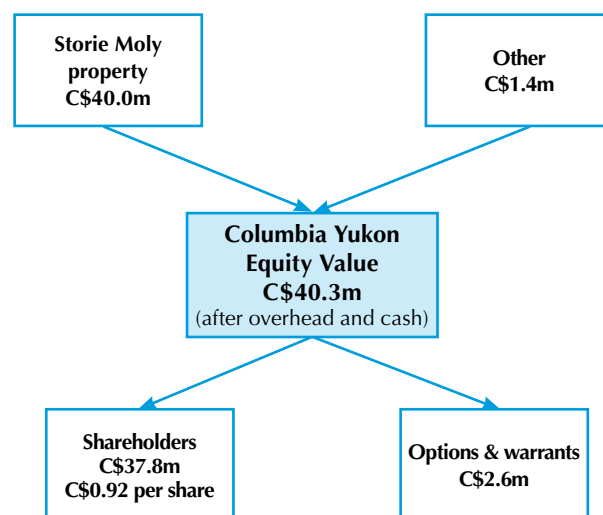 Storie Moly
property
C$40.0m
Other
C$1.4m
Columbia Yukon
Equity Value
C$40.3m
(after overhead and cash)
Shareholders
C$37.8m
C$0.92 per share
Options & warrants
C$2.6m